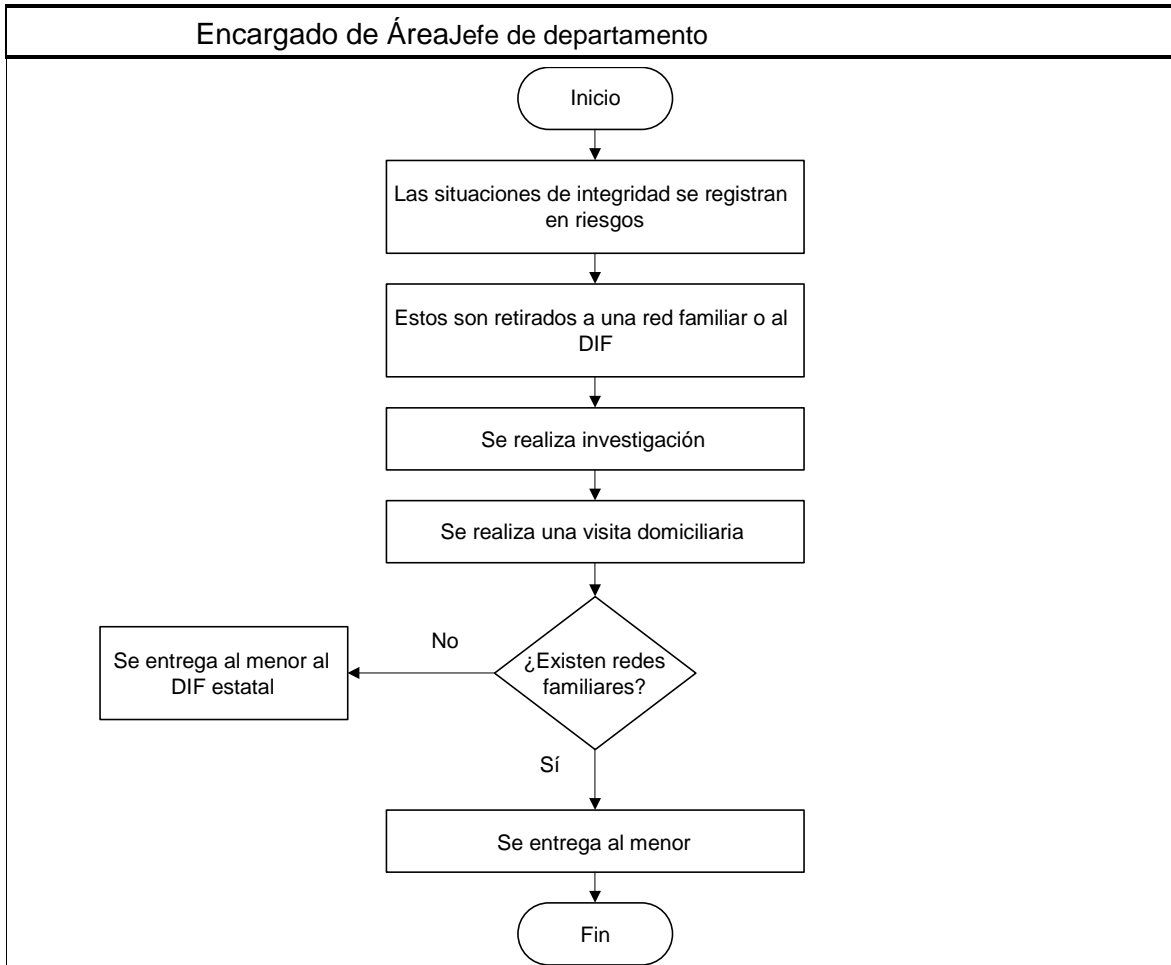 Encargado de ÁreaJefe de departamento
Inicio
Las situaciones de integridad se registran
en riesgos
Estos son retirados a una red familiar o al
DIF
Se realiza investigación
Se realiza una visita domiciliaria
¿Existen redes
familiares?
No
Se entrega al menor al
DIF estatal
Sí
Se entrega al menor
Fin